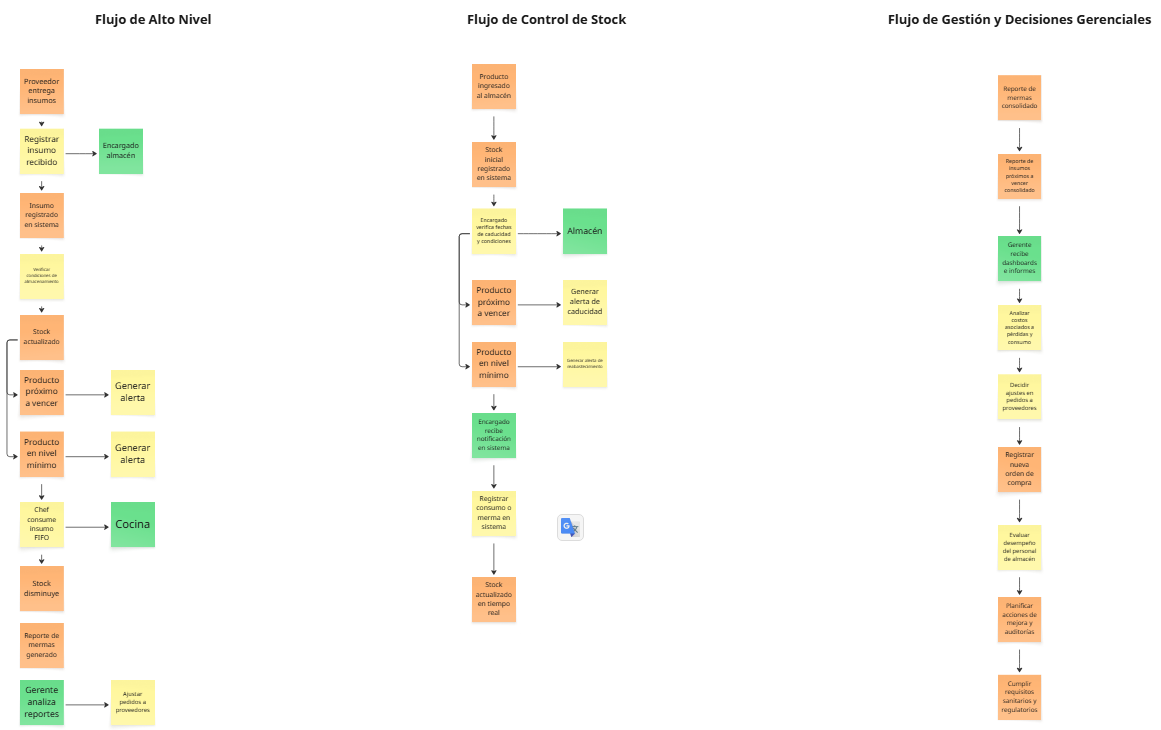 Flujo de Alto Nivel
Proveedor
entrega
insumos
Registrar
insumo
recibido
Encargado
almacén
Insumo
registrado
en sistema
Verificar
condiciones de
almacenamiento
Stock
actualizado
Producto
próximo
a vencer
Generar
alerta
Producto
en nivel
mínimo
Generar
alerta
Chef
consume
insumo
FIFO
Cocina
Stock
disminuye
Reporte de
mermas
generado
Gerente
analiza
reportes
Ajustar
pedidos a
proveedores
Flujo de Control de Stock
Producto
ingresado
al almacén
Stock
inicial
registrado
en sistema
Encargado
verifica fechas
de caducidad
y condiciones
Almacén
Producto
próximo
a vencer
Generar
alerta de
caducidad
Producto
en nivel
mínimo
Generar alerta de
reabastecimiento
Encargado
recibe
notificación
en sistema
Registrar
consumo o
merma en
sistema
Stock
actualizado
en tiempo
real
Flujo de Gestión y Decisiones Gerenciales
Reporte de
mermas
consolidado
Reporte de
insumos
próximos a
vencer
consolidado
Gerente
recibe
dashboards
e informes
Analizar
costos
asociados a
pérdidas y
consumo
Decidir
ajustes en
pedidos a
proveedores
Registrar
nueva
orden de
compra
Evaluar
desempeño
del personal
de almacén
Planificar
acciones de
mejora y
auditorías
Cumplir
requisitos
sanitarios y
regulatorios